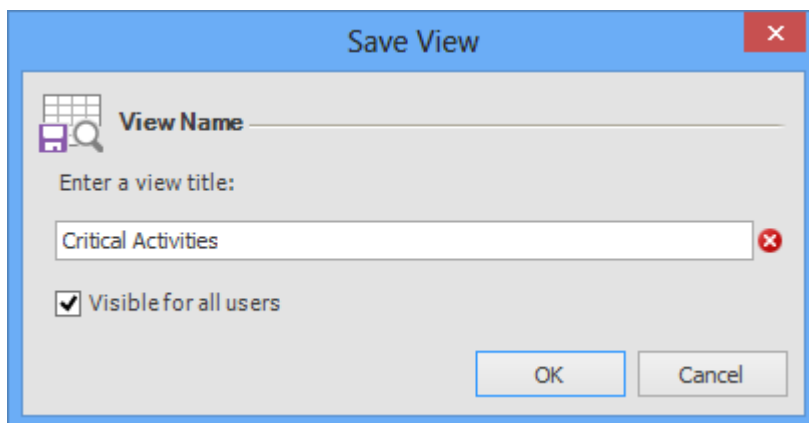 Save View
View Name
Enter a view title:
Critical Activities
Visible for all users
OK Cancel